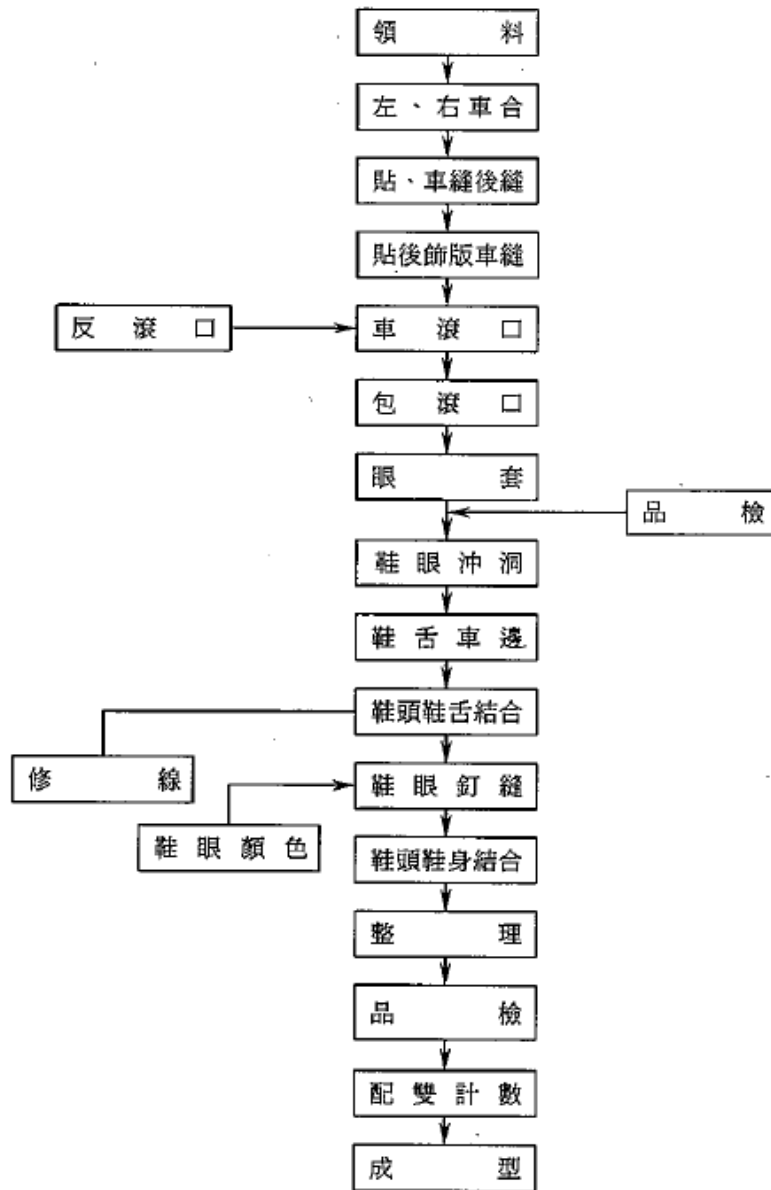 領料
左、右車合
貼、車縫後縫
貼後飾版車縫
反滾口
車滾口
包滾口
眼套
品檢
鞋眼沖洞
鞋舌車邊
鞋頭鞋舌結合
修線
鞋眼釘縫
鞋眼顏色
鞋頭鞋身結合
整理
品檢
配雙計數
成型